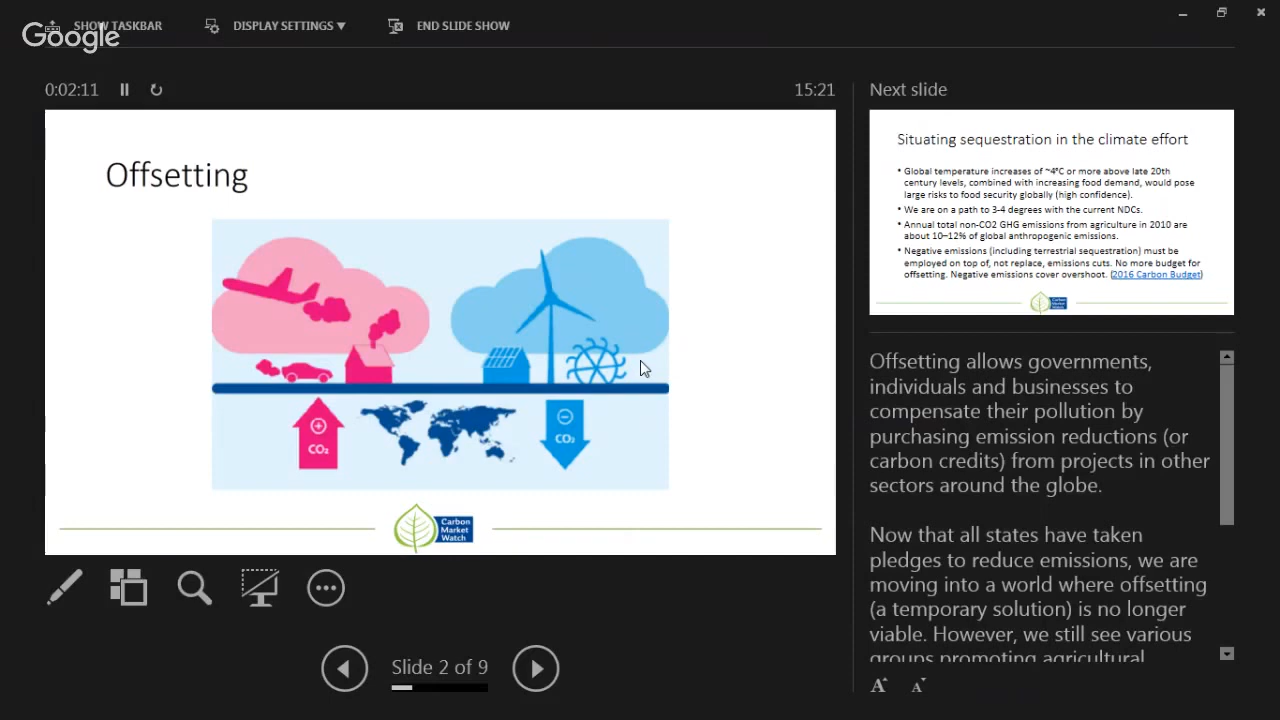 SHOW TASKBAR
DISPLAY SETTINGS ▼
END SLIDE SHOW
Google
0:02:11
15:21
Next slide
Offsetting
CO₂
CO₂
Carbon
Market
Watch
Slide 2 of 9
Situating sequestration in the climate effort
• Global temperature increases of ~4°C or more above late 20th
century levels, combined with increasing food demand, would pose
large risks to food security globally (high confidence).
• We are on a path to 3-4 degrees with the current NDCs.
• Annual total non-CO2 GHG emissions from agriculture in 2010 are
about 10–12% of global anthropogenic emissions.
• Negative emissions (including terrestrial sequestration) must be
employed on top of, not replace, emissions cuts. No more budget for
offsetting. Negative emissions cover overshoot. (2016 Carbon Budget)
Carbon
Market
Watch
Offsetting allows governments,
individuals and businesses to
compensate their pollution by
purchasing emission reductions (or
carbon credits) from projects in other
sectors around the globe.
Now that all states have taken
pledges to reduce emissions, we are
moving into a world where offsetting
(a temporary solution) is no longer
viable. However, we still see various
groups promoting agricultural
A A